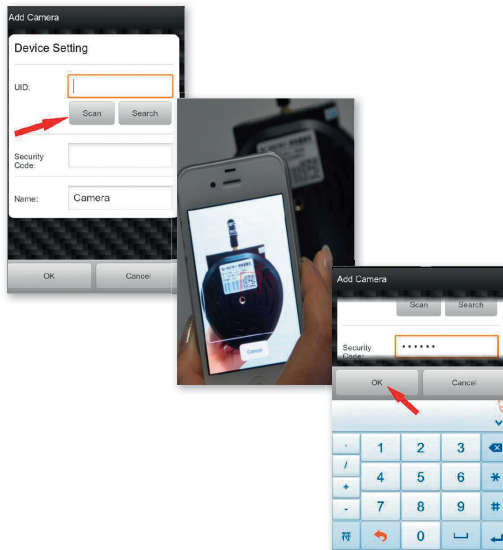 Add Camera
Device Setting
UID:
Scan Search
Security
Code:
Name: Camera
OK Cancel
Cancel
Add Camera
Scan Search
Security
Code:
••••••
OK Cancel
. 1 2 3
/ 4 5 6 *
+
- 7 8 9 #
符 0